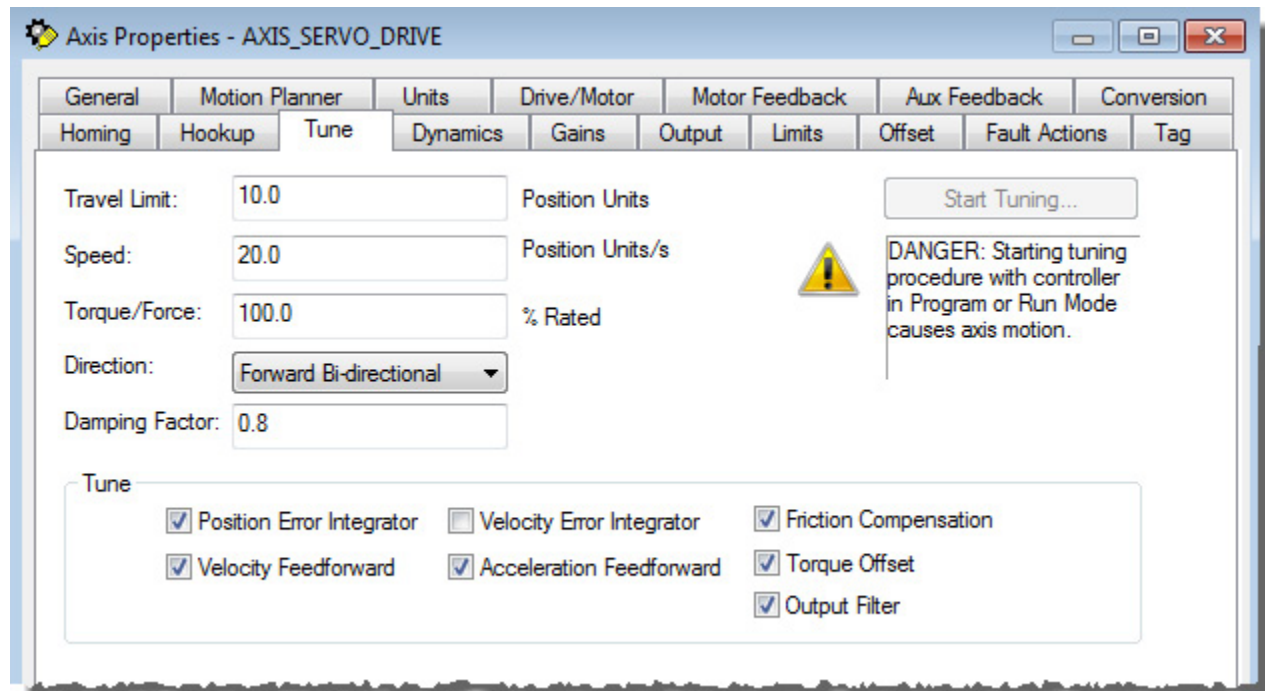 Axis Properties - AXIS_SERVO_DRIVE
General Motion Planner Units Drive/Motor Motor Feedback Aux Feedback Conversion
Homing Hookup Tune Dynamics Gains Output Limits Offset Fault Actions Tag
Travel Limit: 10.0 Position Units Start Tuning...
Speed: 20.0 Position Units/s
DANGER: Starting tuning
procedure with controller
in Program or Run Mode
causes axis motion.
Torque/Force: 100.0 % Rated
Direction: Forward Bi-directional
Damping Factor: 0.8
Tune
Position Error Integrator Velocity Error Integrator Friction Compensation
Velocity Feedforward Acceleration Feedforward Torque Offset
Output Filter